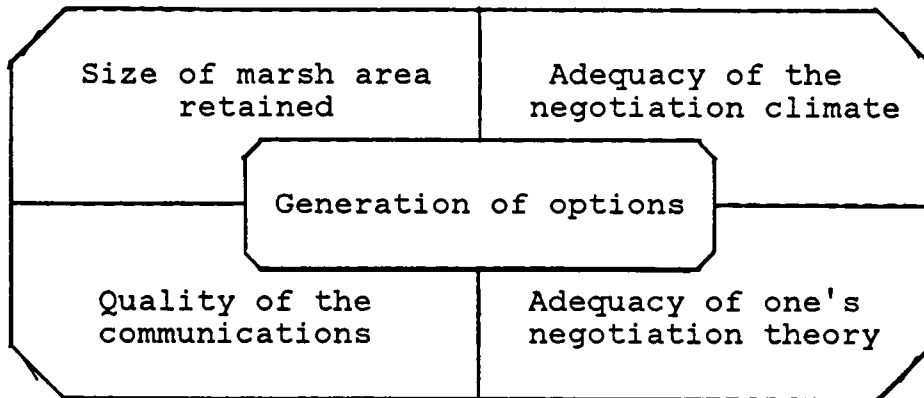 Size of marsh area
retained
Adequacy of the
negotiation climate
Generation of options
Quality of the
communications
Adequacy of one's
negotiation theory